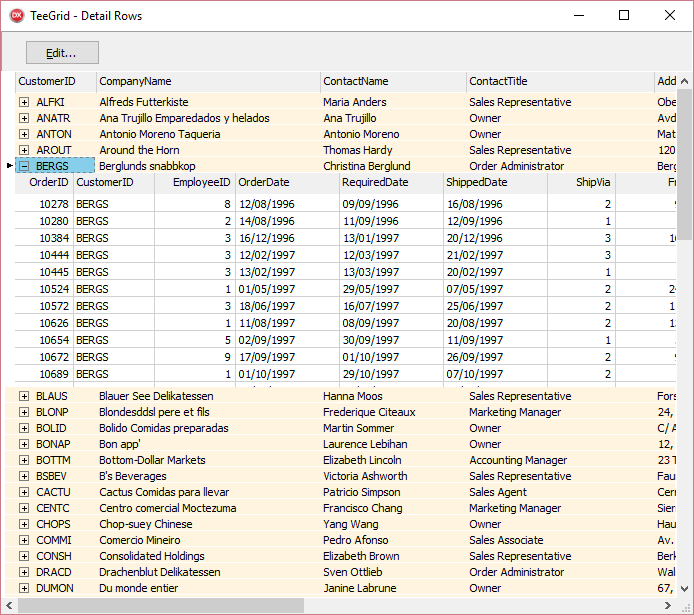 DX TeeGrid - Detail Rows
Edit...
CustomerID CompanyName ContactName ContactTitle Add
ALFKI Alfreds Futterkiste Maria Anders Sales Representative Obe
ANATR Ana Trujillo Emparedados y helados Ana Trujillo Owner Avd
ANTON Antonio Moreno Taqueria Antonio Moreno Owner Mat
AROUT Around the Horn Thomas Hardy Sales Representative 120
BERGS Berglunds snabbkop Christina Berglund Order Administrator Berg
OrderID CustomerID EmployeeID OrderDate RequiredDate ShippedDate ShipVia Fr
10278 BERGS 8 12/08/1996 09/09/1996 16/08/1996 2
10280 BERGS 2 14/08/1996 11/09/1996 12/09/1996 1
10384 BERGS 3 16/12/1996 13/01/1997 20/12/1996 3
10444 BERGS 3 12/02/1997 12/03/1997 21/02/1997 3
10445 BERGS 3 13/02/1997 13/03/1997 20/02/1997 1
10524 BERGS 1 01/05/1997 29/05/1997 07/05/1997 2
10572 BERGS 3 18/06/1997 16/07/1997 25/06/1997 2
10626 BERGS 1 11/08/1997 08/09/1997 20/08/1997 2
10654 BERGS 5 02/09/1997 30/09/1997 11/09/1997 1
10672 BERGS 9 17/09/1997 01/10/1997 26/09/1997 2
10689 BERGS 1 01/10/1997 29/10/1997 07/10/1997 2
BLAUS Blauer See Delikatessen Hanna Moos Sales Representative Fors
BLONP Blondesddsl pere et fils Frederique Citeaux Marketing Manager 24,
BOLID Bolido Comidas preparadas Martin Sommer Owner C/ A
BONAP Bon app' Laurence Lebihan Owner 12,
BOTTM Bottom-Dollar Markets Elizabeth Lincoln Accounting Manager 23 T
BSBEV B's Beverages Victoria Ashworth Sales Representative Fau
CACTU Cactus Comidas para llevar Patricio Simpson Sales Agent Cerr
CENTC Centro comercial Moctezuma Francisco Chang Marketing Manager Sier
CHOPS Chop-suey Chinese Yang Wang Owner Hau
COMMI Comercio Mineiro Pedro Afonso Sales Associate Av.
CONSH Consolidated Holdings Elizabeth Brown Sales Representative Berk
DRACD Drachenblut Delikatessen Sven Ottlieb Order Administrator Wal
DUMON Du monde entier Janine Labrune Owner 67,